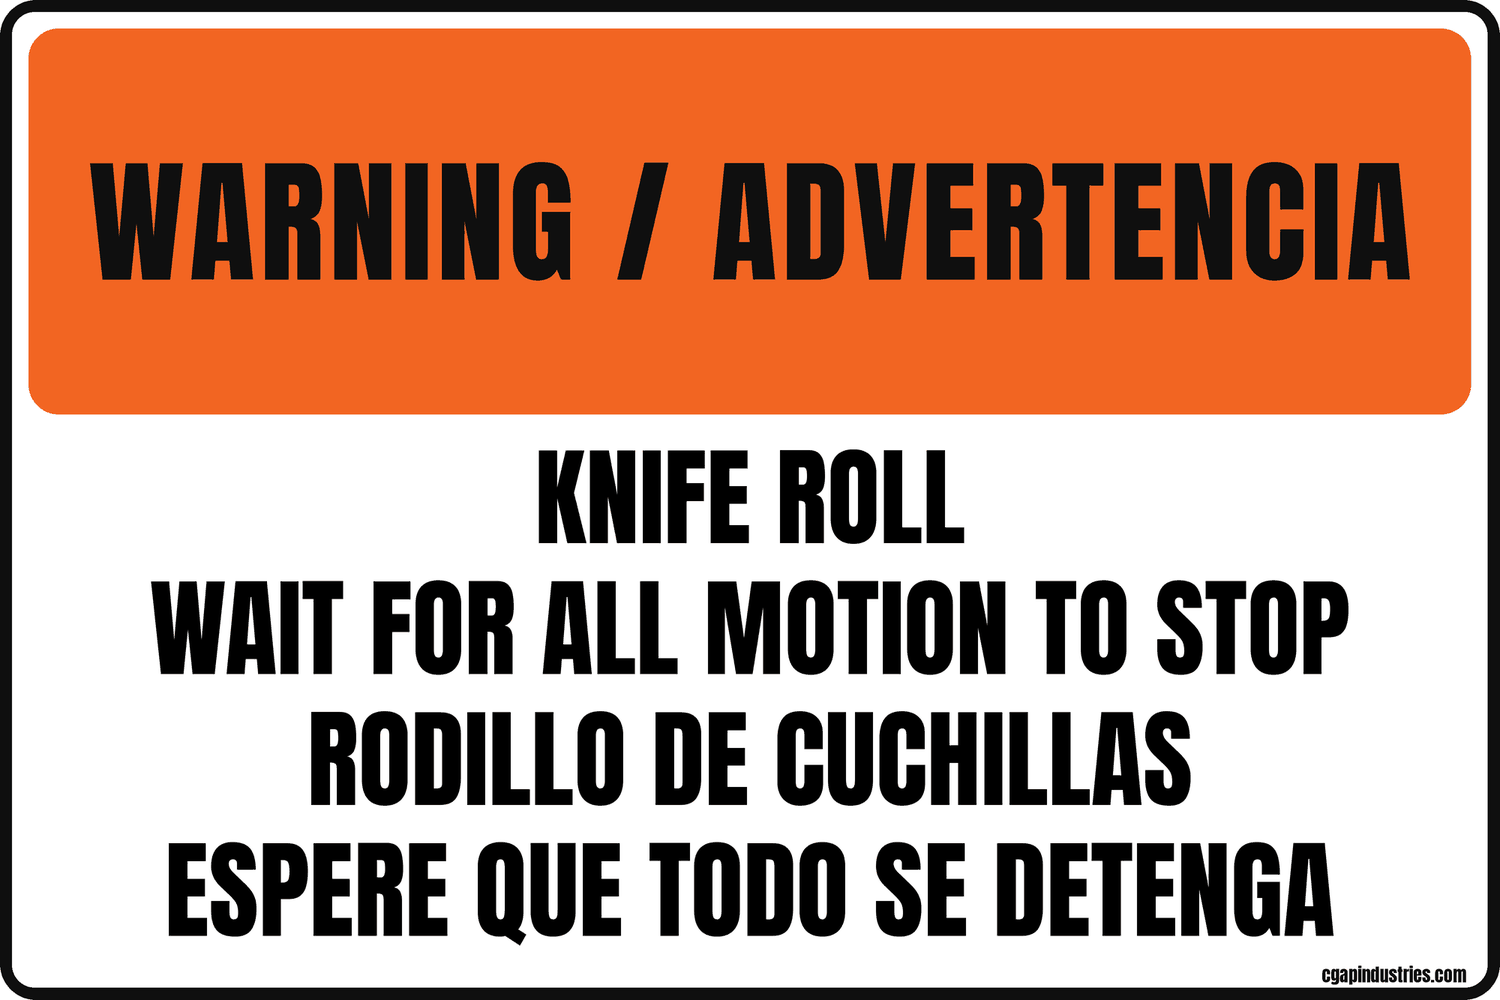 WARNING / ADVERTENCIA
KNIFE ROLL
WAIT FOR ALL MOTION TO STOP
RODILLO DE CUCHILLAS
ESPERE QUE TODO SE DETENGA
cgapindustries.com